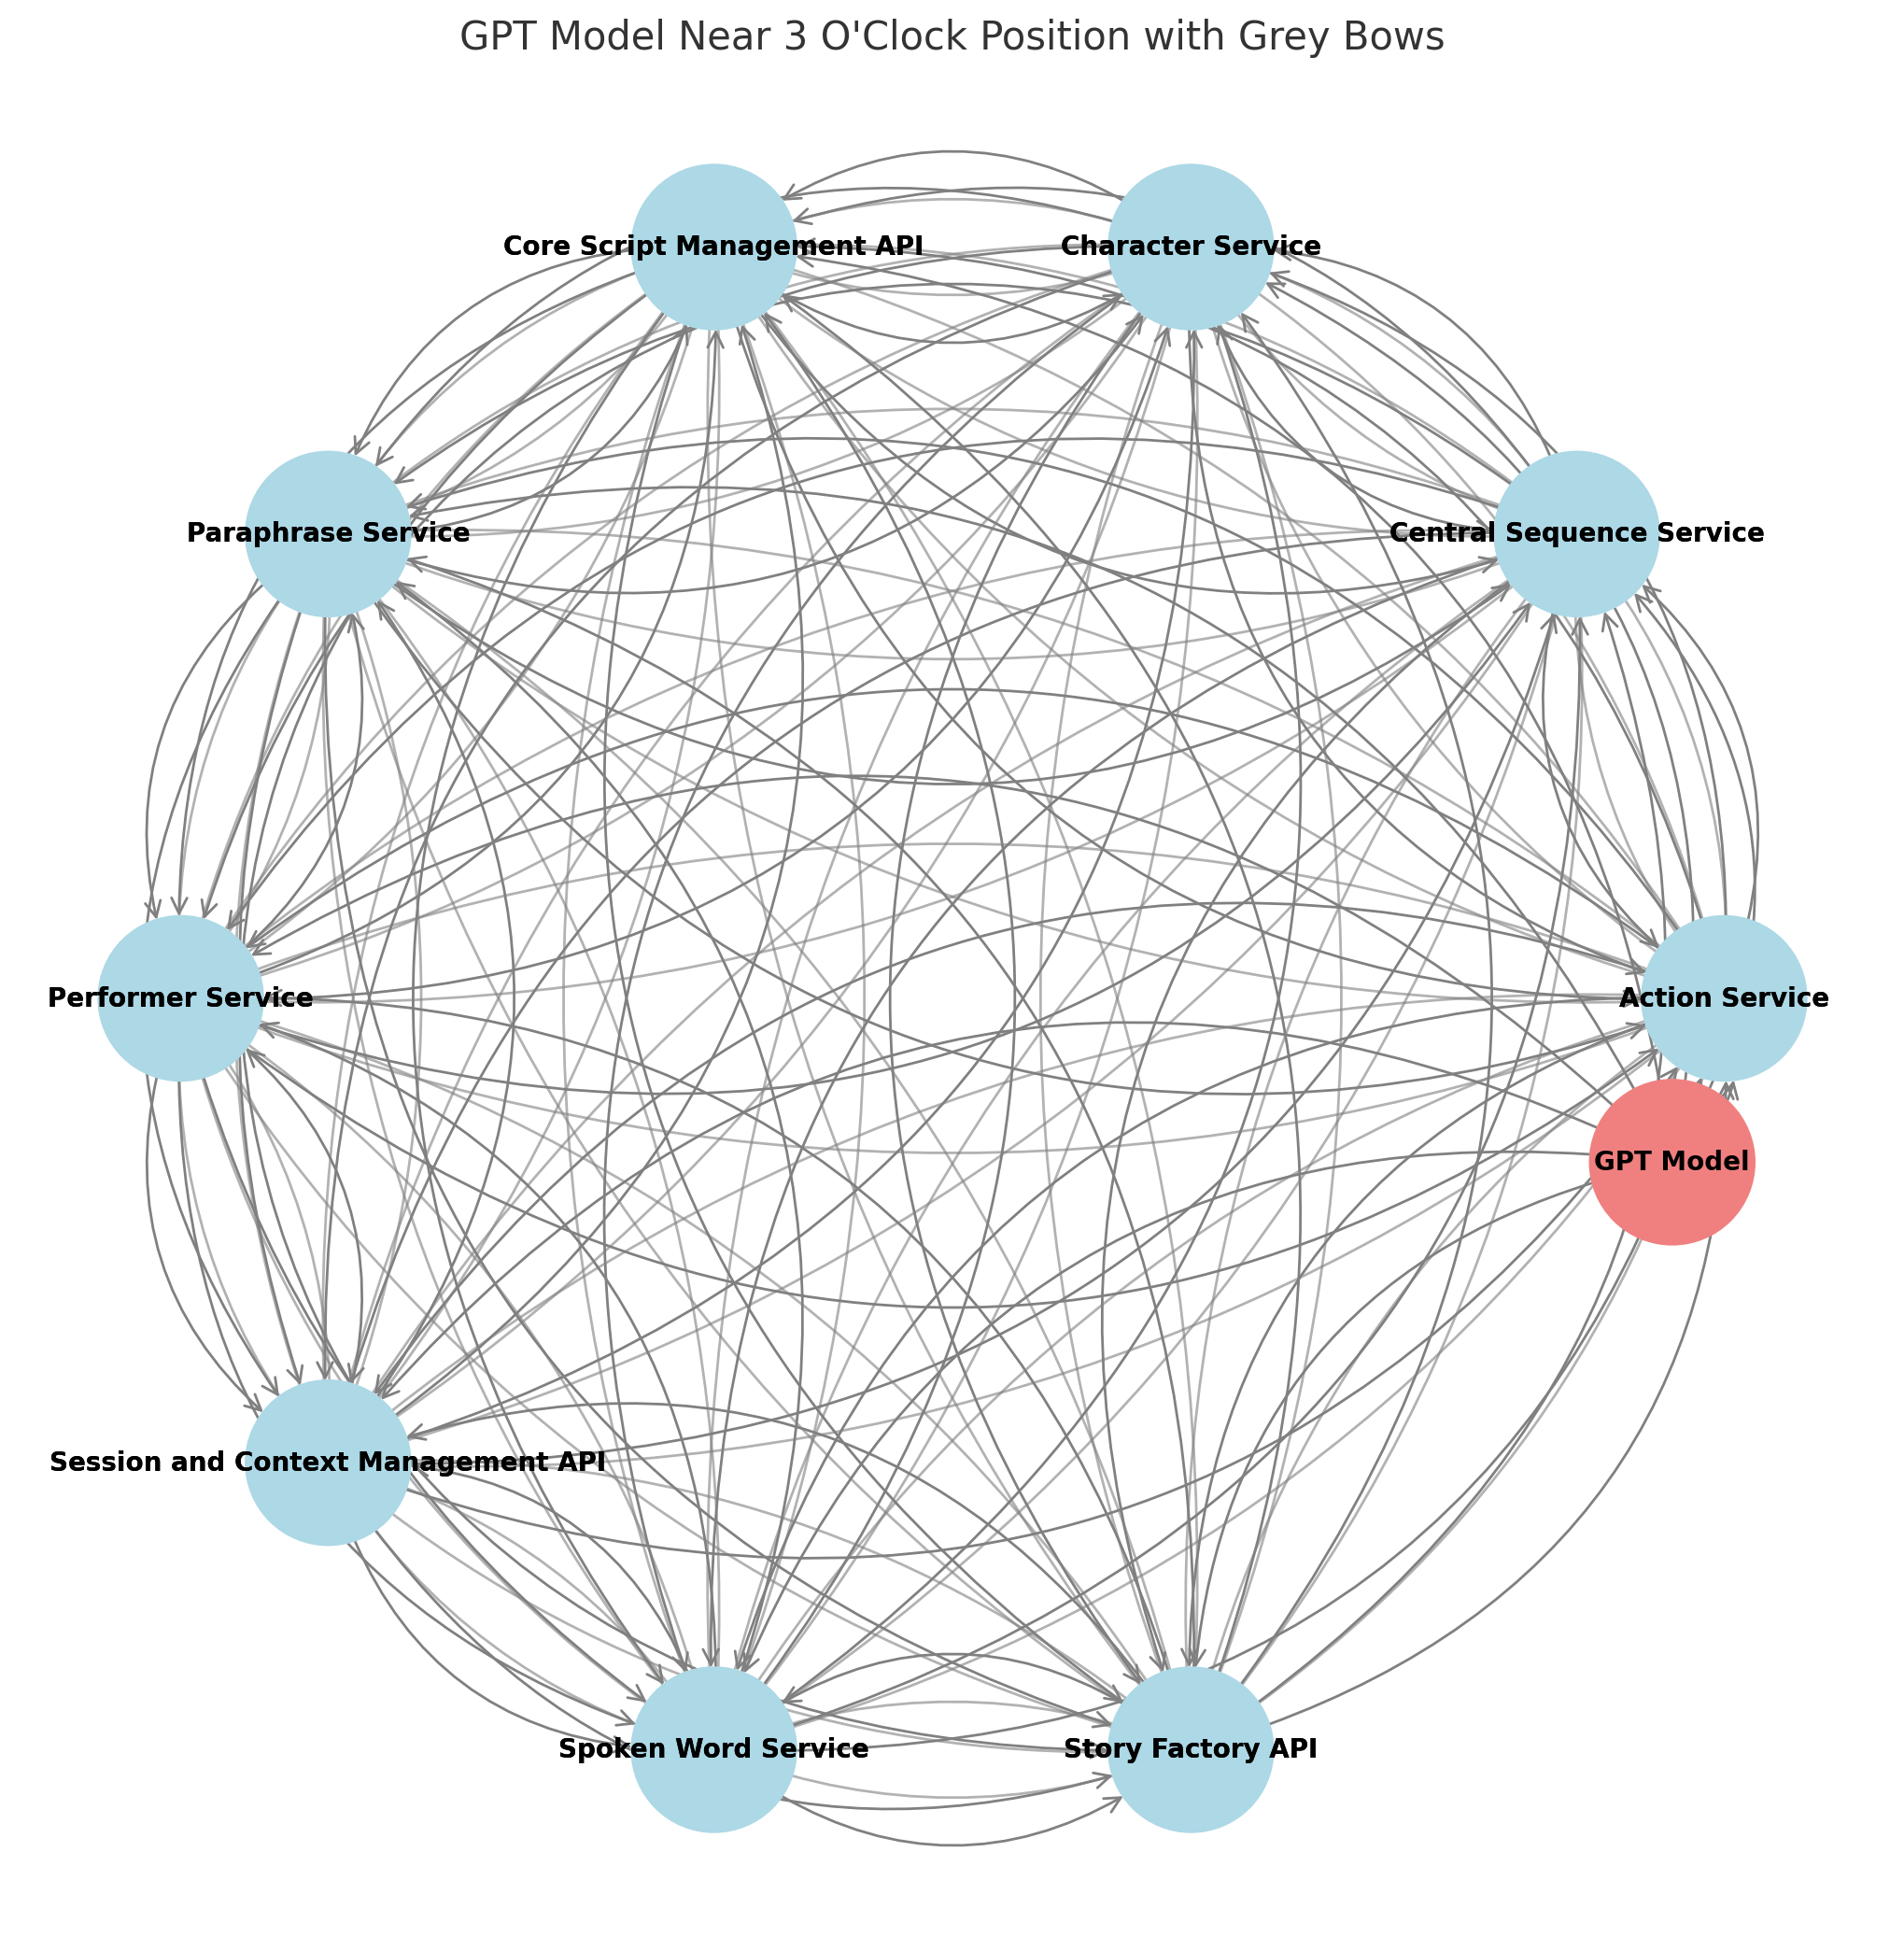 GPT Model Near 3 O'Clock Position with Grey Bows
Core Script Management API
Character Service
Paraphrase Service
Central Sequence Service
Performer Service
Action Service
GPT Model
Session and Context Management API
Spoken Word Service
Story Factory API